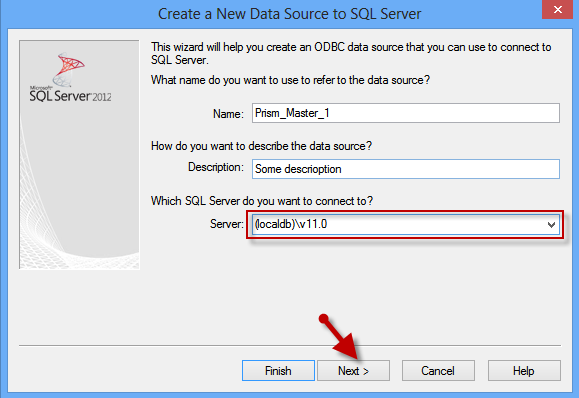 Create a New Data Source to SQL Server
This wizard will help you create an ODBC data source that you can use to connect to
SQL Server.
What name do you want to use to refer to the data source?
Name: Prism_Master_1
How do you want to describe the data source?
Description: Some descrioption
Which SQL Server do you want to connect to?
Server: (localdb)\v11.0
Microsoft
SQL Server 2012
Finish
Next >
Cancel
Help